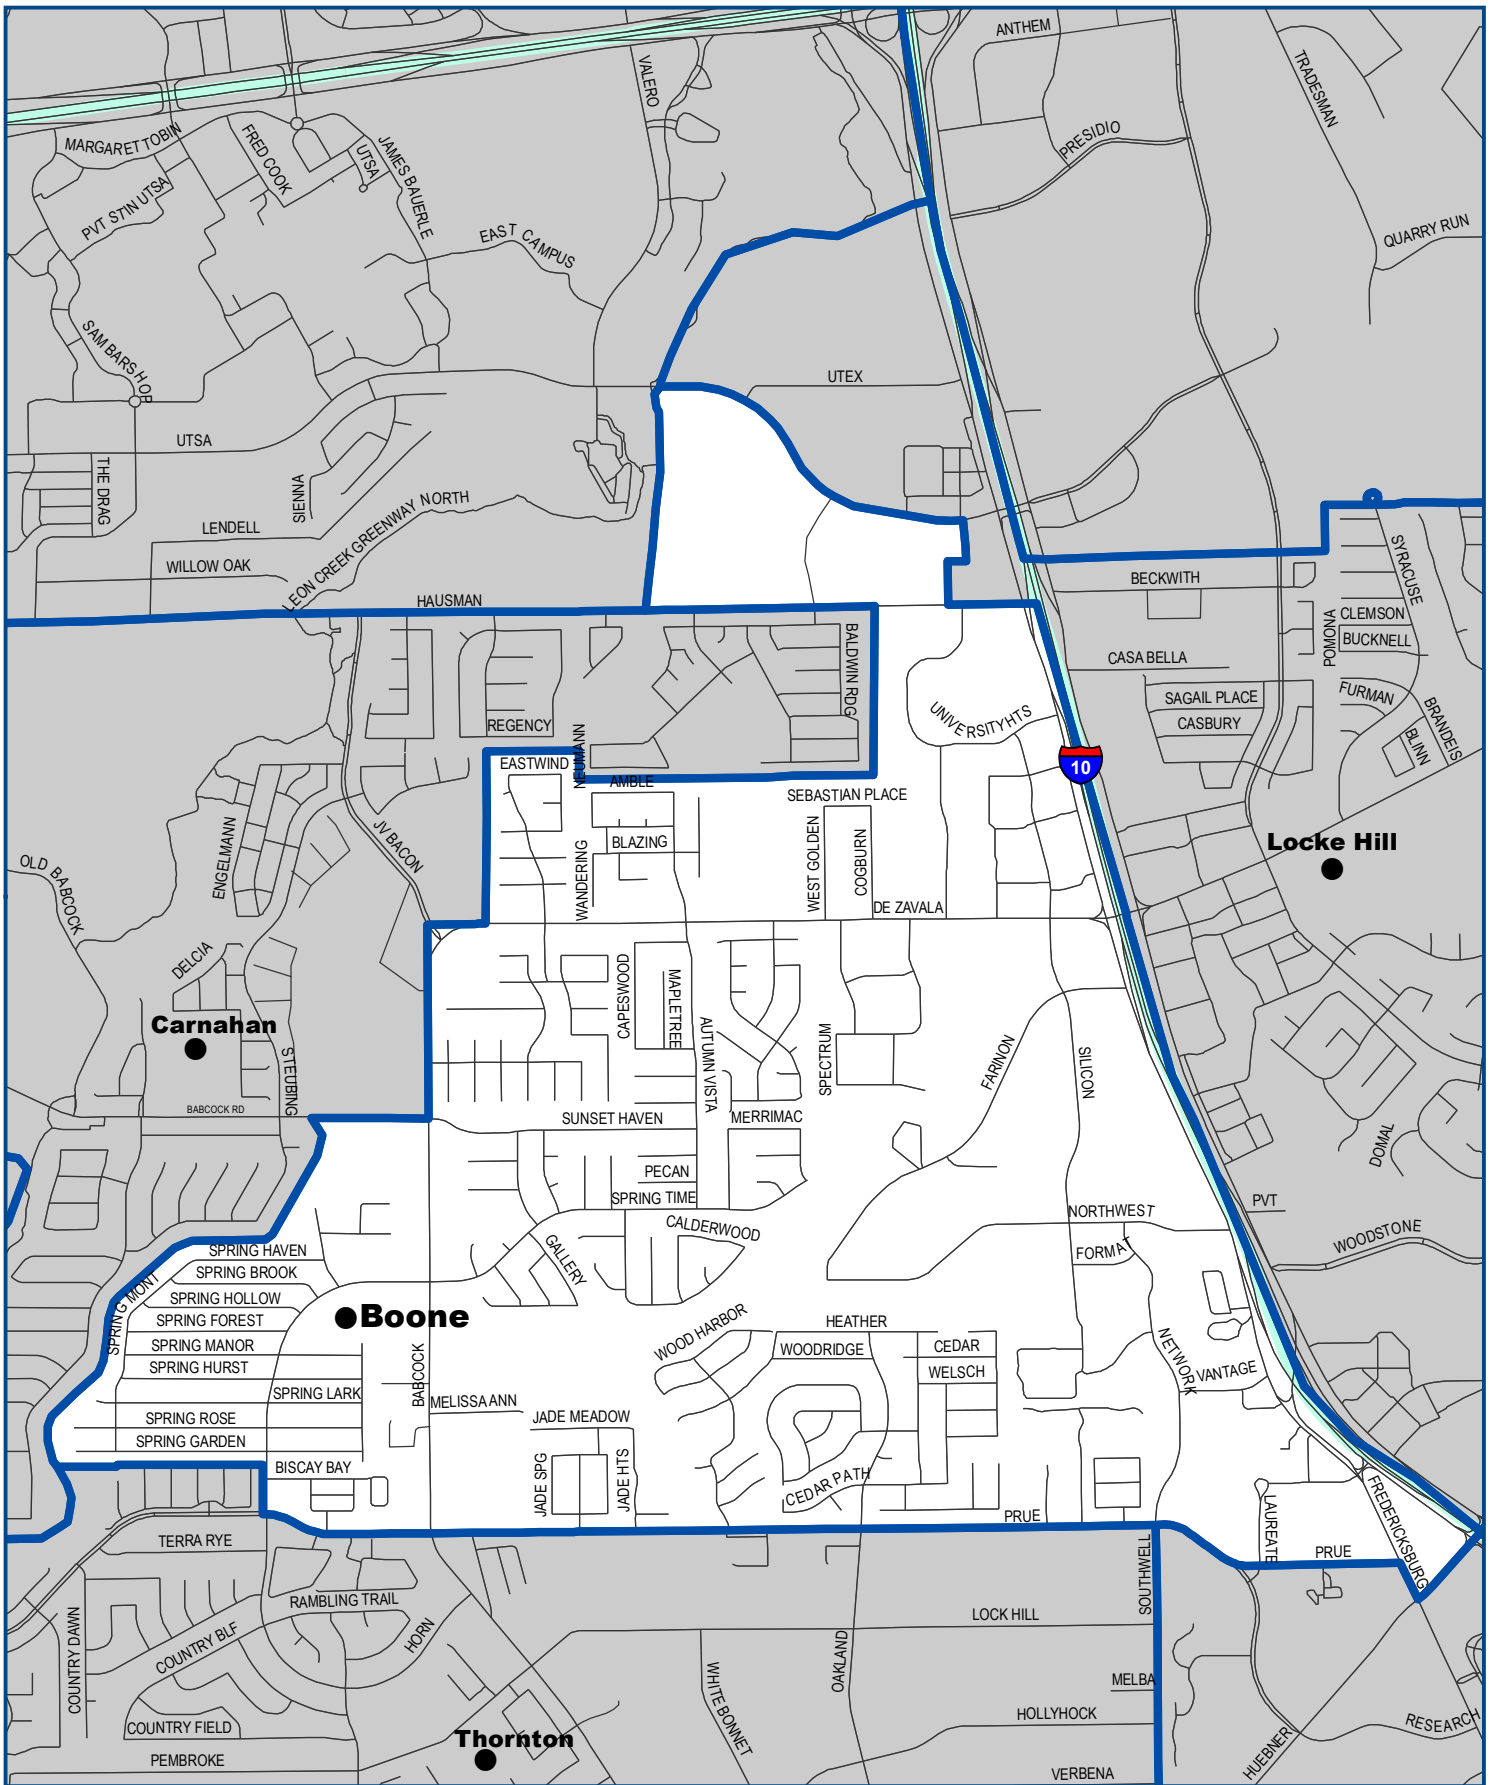 ANTHEM
VALERO
TRADESMAN
MARGARET TOBIN
FRED COOK
UTSA
JAMES BAUERLE
PRESIDIO
PVT STIN UTSA
EAST CAMPUS
QUARRY RUN
SAM BARSHOP
UTEX
UTSA
THE DRAG
SIENNA
LEON CREEK GREENWAY NORTH
LENDELL
WILLOW OAK
SYRACUSE
BECKWITH
HAUSMAN
CLEMSON
POMONA
BUCKNELL
BALDWIN RDG
CASA BELLA
SAGAIL PLACE
FURMAN
BRANDEIS
REGENCY
UNIVERSITY HTS
CASBURY
BLINN
NEUMANN
EASTWIND
10
AMBLE
SEBASTIAN PLACE
JV BACON
BLAZING
WEST GOLDEN
COGBURN
Locke Hill
ENGELMANN
OLD BABCOCK
WANDERING
DE ZAVALA
DELCIA
CAPESWOOD
MAPLETREE
Carnahan
AUTUMN VISTA
SPECTRUM
FARINON
SILICON
STEUBING
BABCOCK RD
SUNSET HAVEN
MERRIMAC
DOMAL
PECAN
SPRING TIME
PVT
NORTHWEST
CALDERWOOD
WOODSTONE
SPRING HAVEN
FORMAT
GALLERY
SPRING BROOK
SPRING MONT
SPRING HOLLOW
Boone
SPRING FOREST
WOOD HARBOR
HEATHER
SPRING MANOR
WOODRIDGE
CEDAR
NETWORK
SPRING HURST
BABCOCK
WELSCH
VANTAGE
SPRING LARK
MELISSA ANN
SPRING ROSE
JADE MEADOW
SPRING GARDEN
BISCAY BAY
JADE SPG
JADE HTS
CEDAR PATH
FREDERICKSBURG
LAUREATE
PRUE
TERRA RYE
PRUE
SOUTHWELL
RAMBLING TRAIL
LOCK HILL
COUNTRY DAWN
COUNTRY BLF
HORN
OAKLAND
WHITE BONNET
MELBA
COUNTRY FIELD
HOLLYHOCK
RESEARCH
Thornton
HUEBNER
PEMBROKE
VERBENA